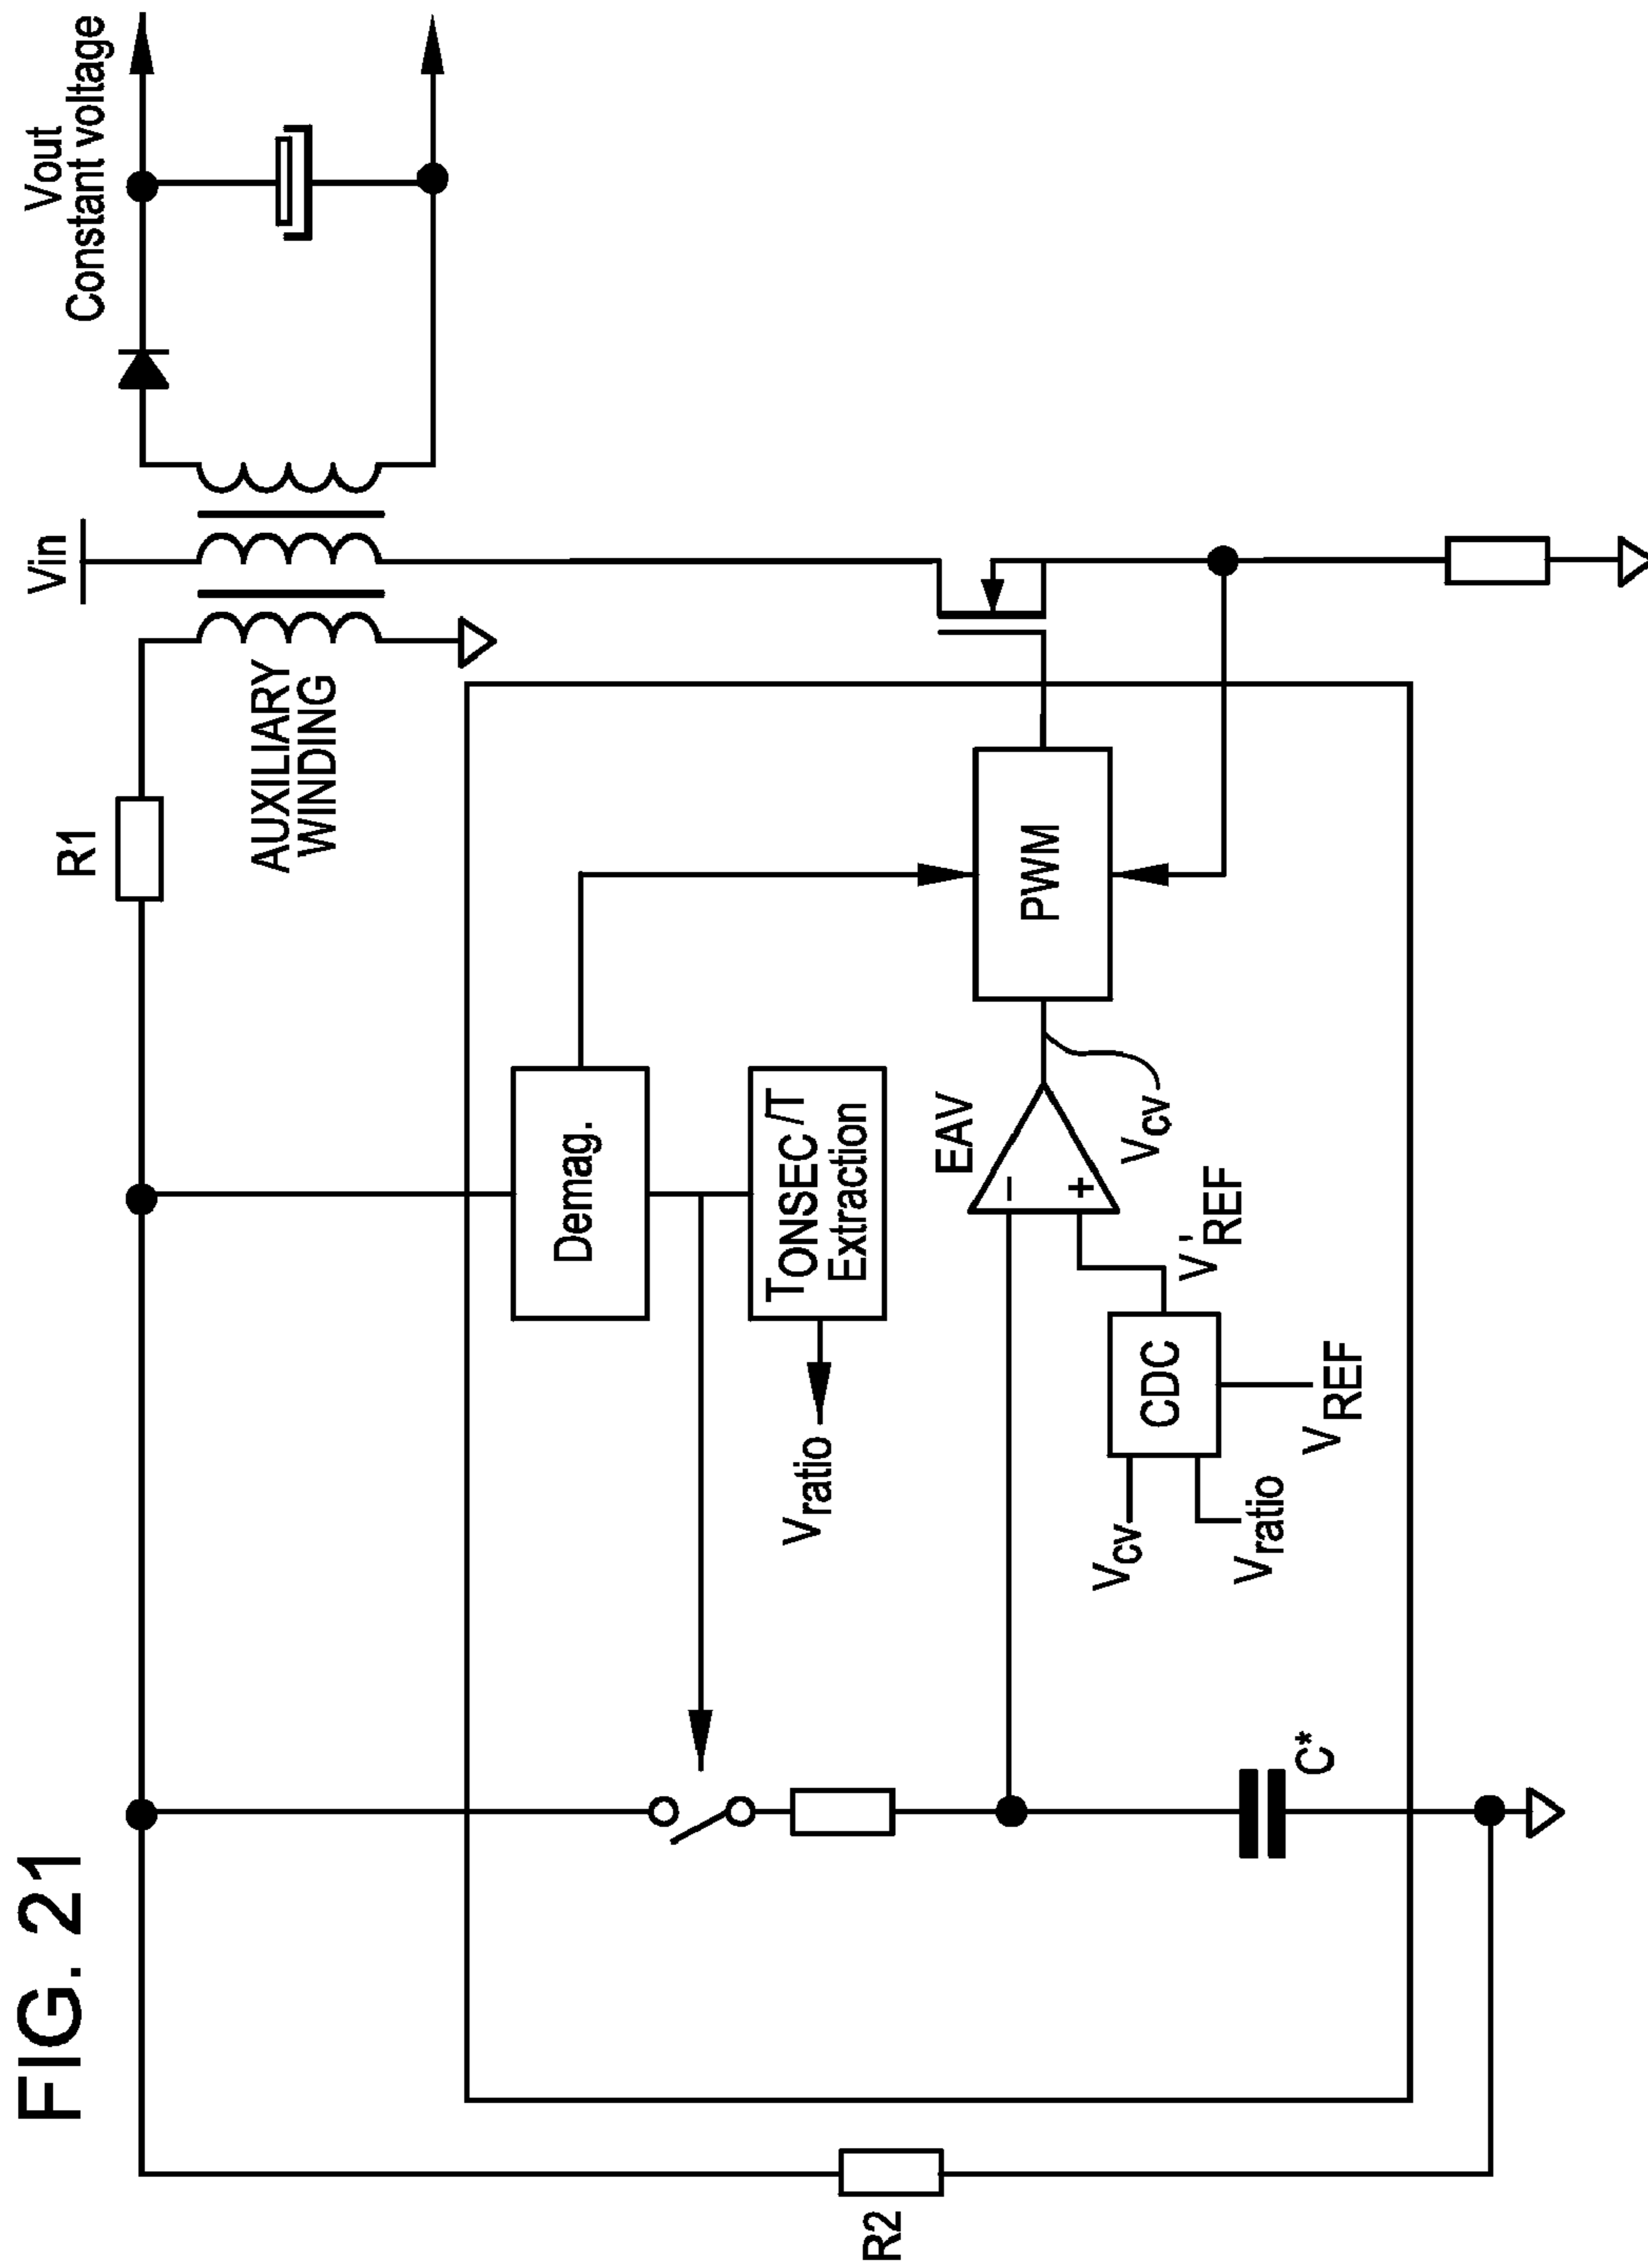 FIG. 21
Vout
Constant voltage
Vin
R1
AUXILIARY
WINDING
Demag.
TONSEC/T
Extraction
Vratio
PWM
EAV
−
+
Vcv
V'REF
CDC
Vcv
Vratio
VREF
C*
R2